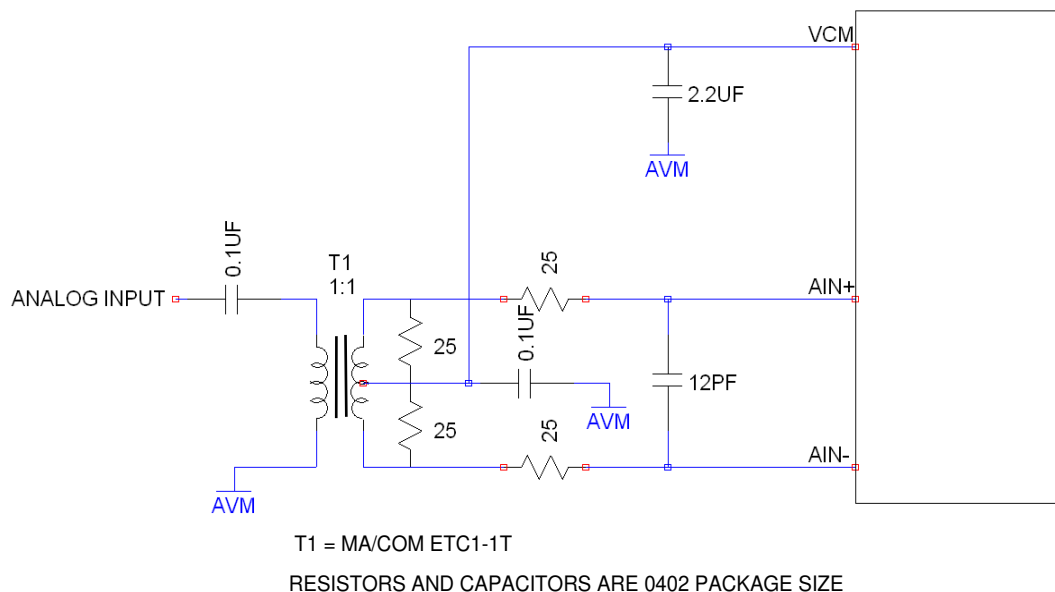 VCM
2.2UF
AVM
0.1UF
T1
1:1
25
ANALOG INPUT
AIN+
25
0.1UF
12PF
AVM
25
25
AIN-
AVM
T1 = MA/COM ETC1-1T
RESISTORS AND CAPACITORS ARE 0402 PACKAGE SIZE